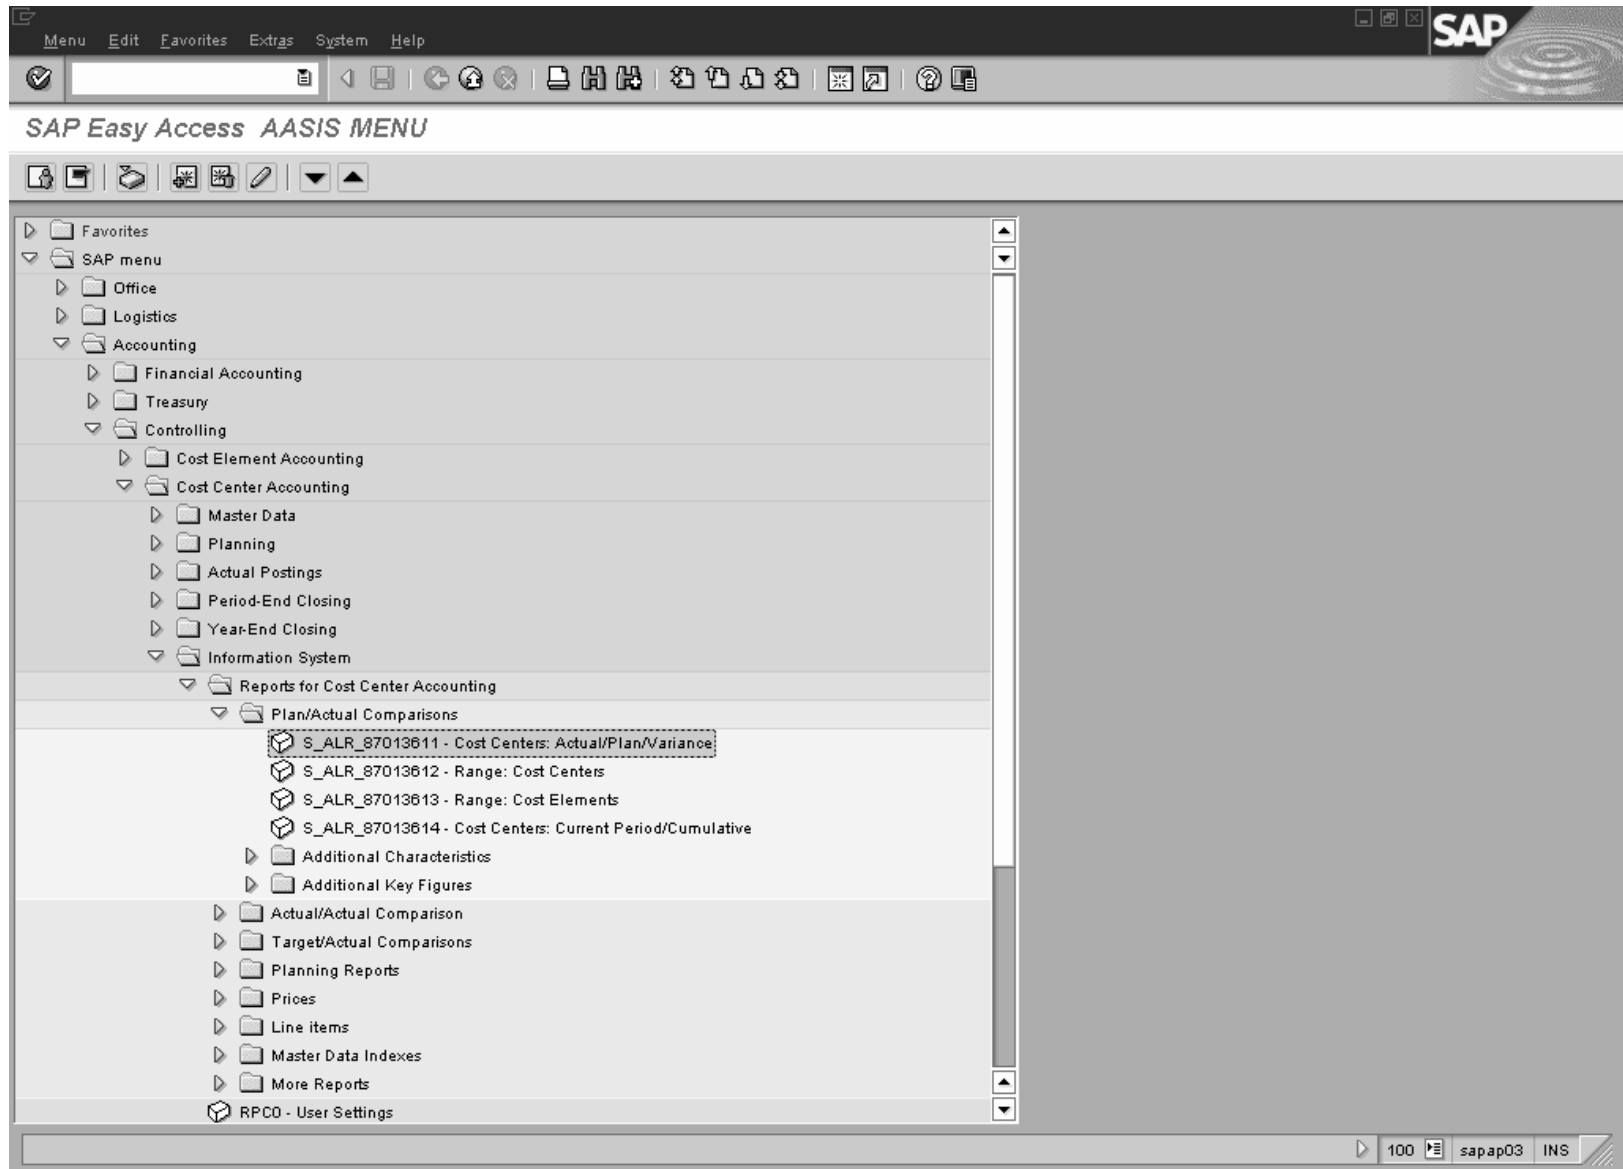 Menu Edit Favorites Extras System Help
SAP
SAP Easy Access AASIS MENU
Favorites
SAP menu
Office
Logistics
Accounting
Financial Accounting
Treasury
Controlling
Cost Element Accounting
Cost Center Accounting
Master Data
Planning
Actual Postings
Period-End Closing
Year-End Closing
Information System
Reports for Cost Center Accounting
Plan/Actual Comparisons
S_ALR_87013611 - Cost Centers: Actual/Plan/Variance
S_ALR_87013612 - Range: Cost Centers
S_ALR_87013613 - Range: Cost Elements
S_ALR_87013614 - Cost Centers: Current Period/Cumulative
Additional Characteristics
Additional Key Figures
Actual/Actual Comparison
Target/Actual Comparisons
Planning Reports
Prices
Line items
Master Data Indexes
More Reports
RPC0 - User Settings
100 sapap03 INS